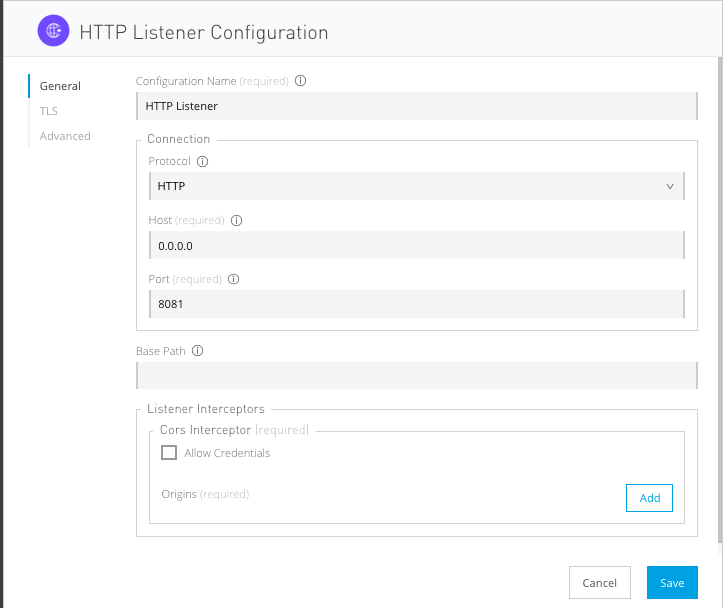 HTTP Listener Configuration
General
TLS
Advanced
Configuration Name (required)
HTTP Listener
Connection
Protocol
HTTP
Host (required)
0.0.0.0
Port (required)
8081
Base Path
Listener Interceptors
Cors Interceptor (required)
Allow Credentials
Origins (required)
Add
Cancel
Save